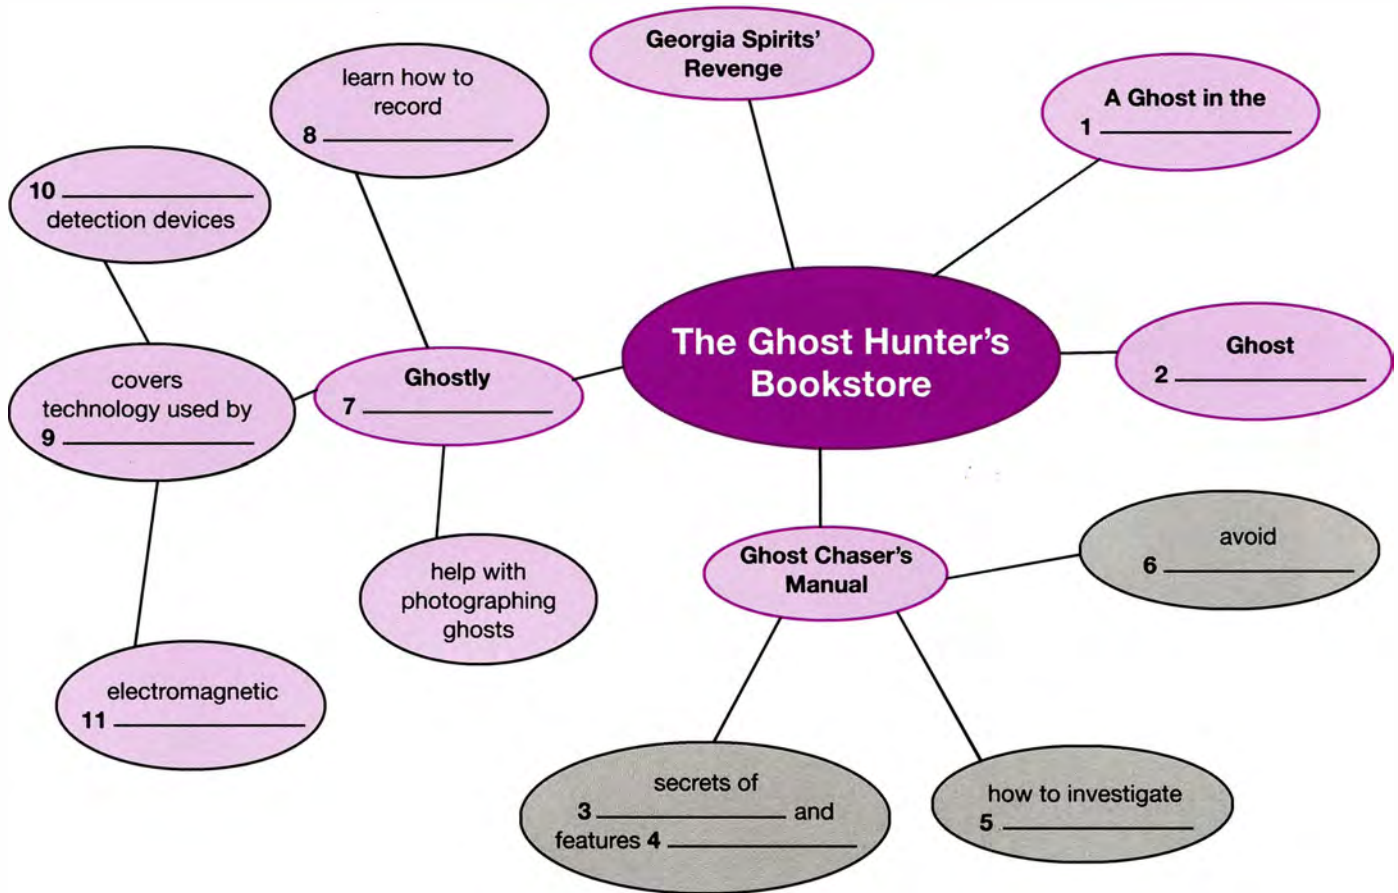 Georgia Spirits'
Revenge
A Ghost in the
1
learn how to
record
8
10
detection devices
The Ghost Hunter's
Bookstore
Ghost
2
covers
technology used by
9
Ghostly
7
Ghost Chaser's
Manual
avoid
6
help with
photographing
ghosts
electromagnetic
11
secrets of
3 and
features 4
how to investigate
5